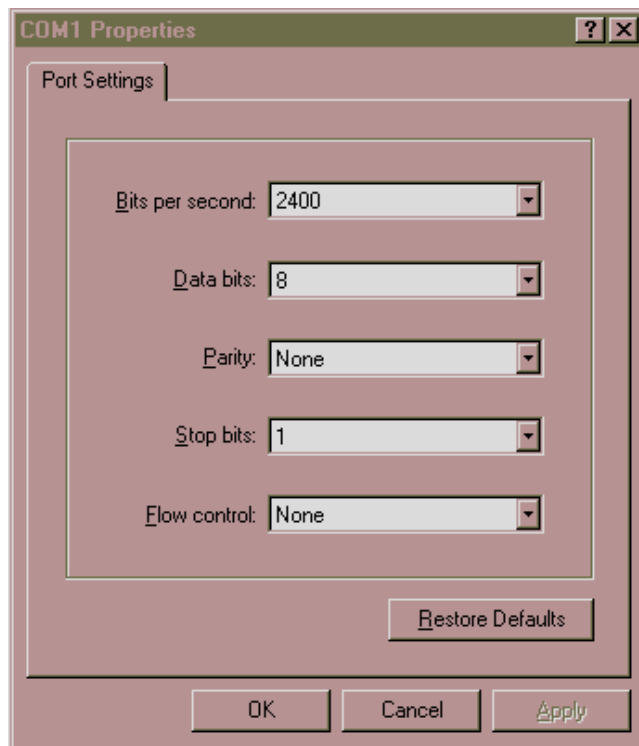 COM1 Properties
Port Settings
Bits per second: 2400
Data bits: 8
Parity: None
Stop bits: 1
Flow control: None
Restore Defaults
OK Cancel Apply